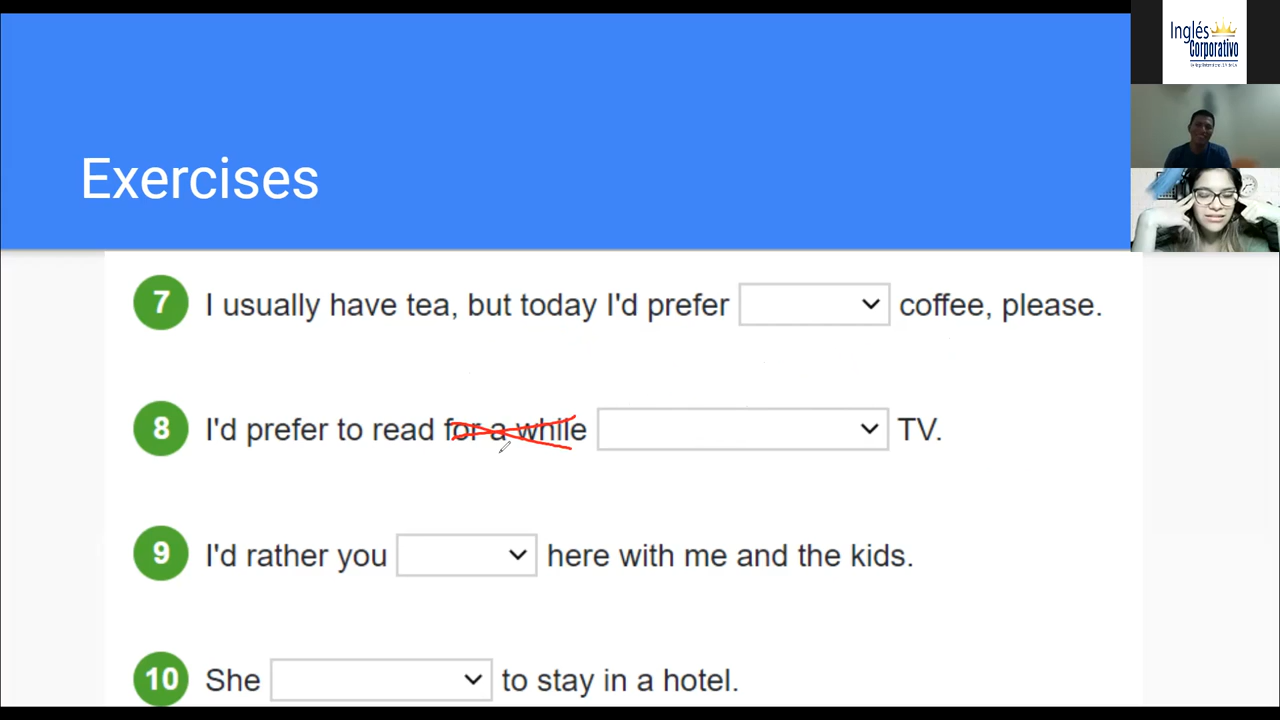 Inglés
Corporativo
Exercises
7 I usually have tea, but today I'd prefer coffee, please.
8 I'd prefer to read for a while TV.
9 I'd rather you here with me and the kids.
10 She to stay in a hotel.